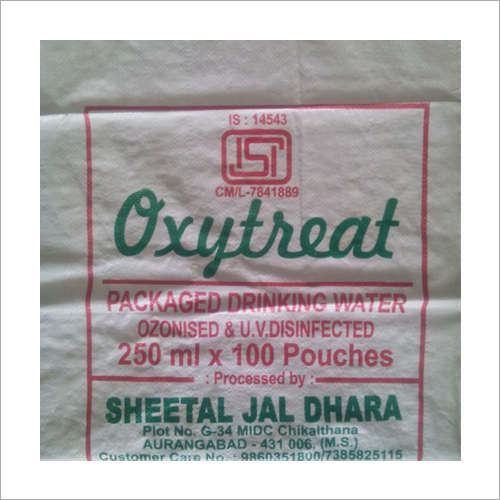 IS : 14543
ISI
CM/L-7841889
Oxytreat
PACKAGED DRINKING WATER
OZONISED & U.V.DISINFECTED
250 ml x 100 Pouches
: Processed by :
SHEETAL JAL DHARA
Plot No. G-34 MIDC Chikalthana
AURANGABAD - 431 006. (M.S.)
Customer Care No. : 9860351800/7385825115